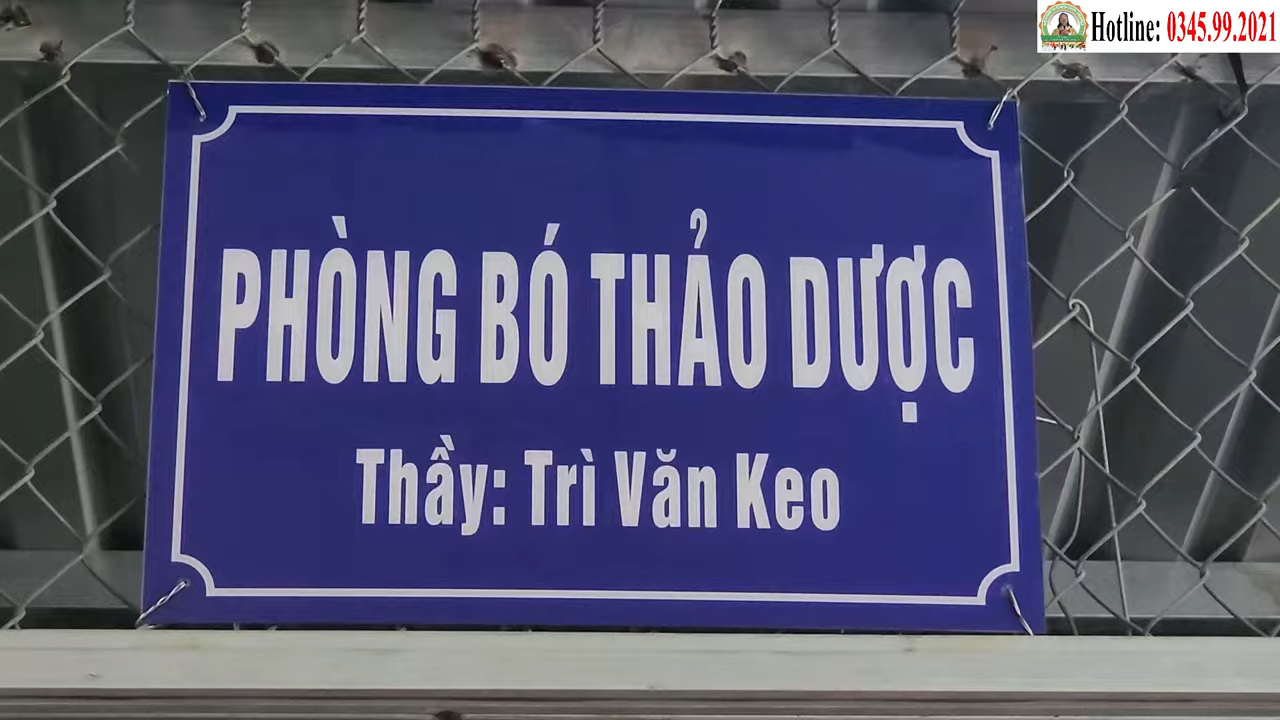 Hotline: 0345.99.2021
PHÒNG BÓ THẢO DƯỢC
Thầy: Trì Văn Keo